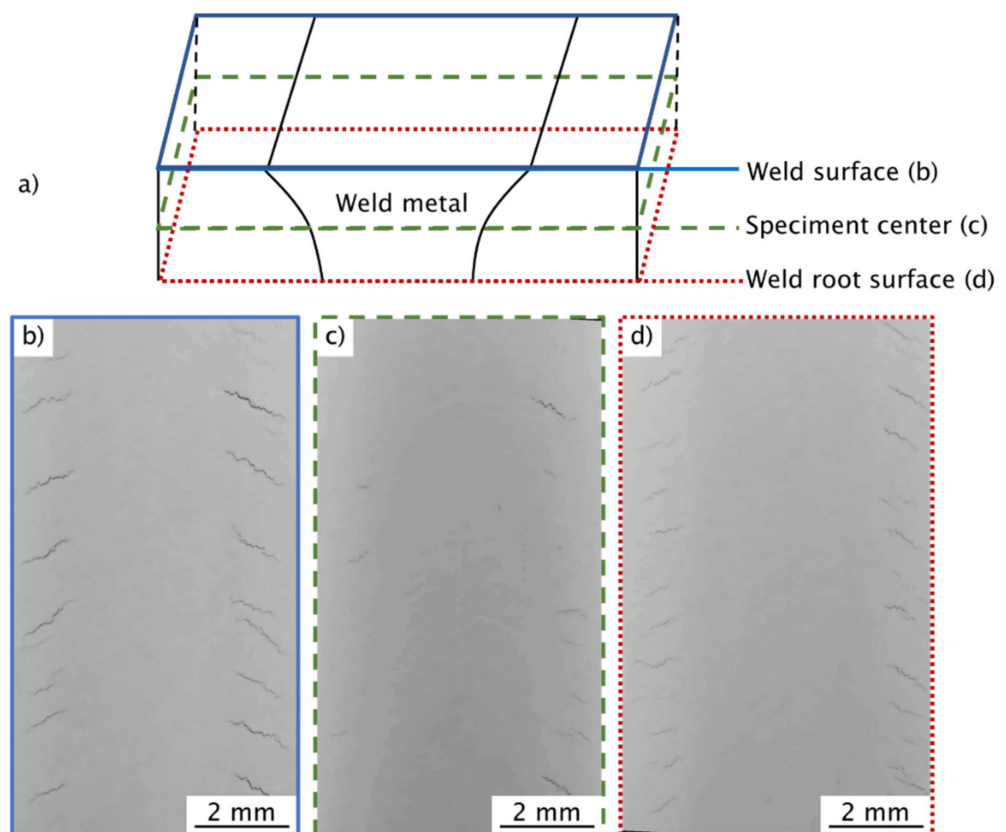 a)
Weld metal
Weld surface (b)
Speciment center (c)
Weld root surface (d)
b)
c)
d)
2 mm
2 mm
2 mm